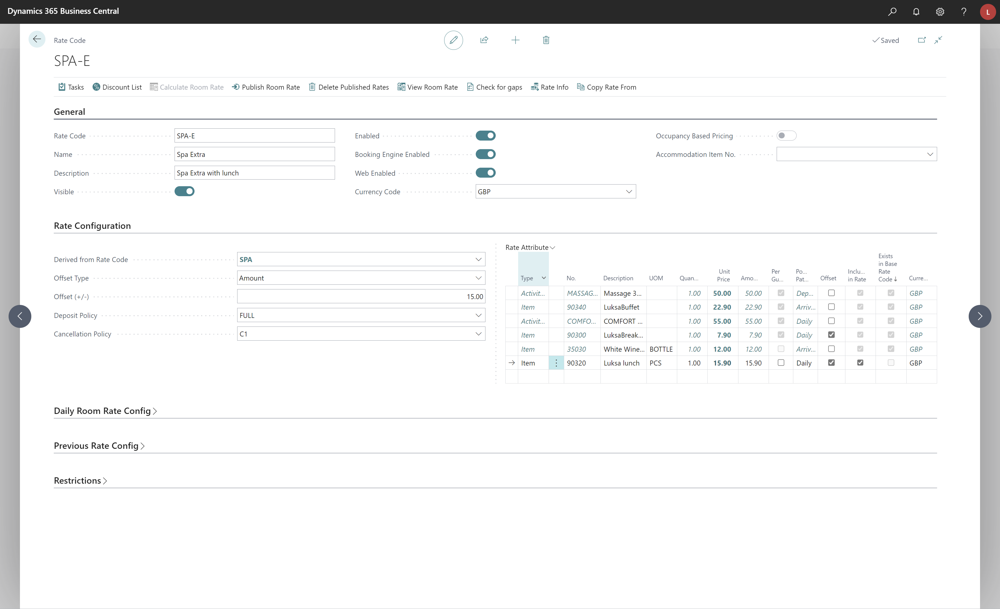 Dynamics 365 Business Central
L
Rate Code
Saved
SPA-E
Tasks Discount List Calculate Room Rate Publish Room Rate Delete Published Rates View Room Rate Check for gaps Rate Info Copy Rate From
General
Rate Code SPA-E Enabled Occupancy Based Pricing
Name Spa Extra Booking Engine Enabled Accommodation Item No.
Description Spa Extra with lunch Web Enabled
Visible Currency Code GBP
Rate Configuration
Derived from Rate Code SPA
Offset Type Amount
Offset (+/-) 15.00
Deposit Policy FULL
Cancellation Policy C1
Rate Attribute
Type No. Description UOM Quan... Unit Price Amo... Per Gu... Po... Pat... Offset Inclu... in Rate Exists in Base Rate Code Curre...
Activit... MASSAG... Massage 3... 1.00 50.00 50.00 Dep... GBP
Item 90340 LuksaBuffet 1.00 22.90 22.90 Arriv... GBP
Activit... COMFO... COMFORT ... 1.00 55.00 55.00 Daily GBP
Item 90300 LuksaBreak... 1.00 7.90 7.90 Daily GBP
Item 35030 White Wine... BOTTLE 1.00 12.00 12.00 Arriv... GBP
Item 90320 Luksa lunch PCS 1.00 15.90 15.90 Daily GBP
Daily Room Rate Config
Previous Rate Config
Restrictions